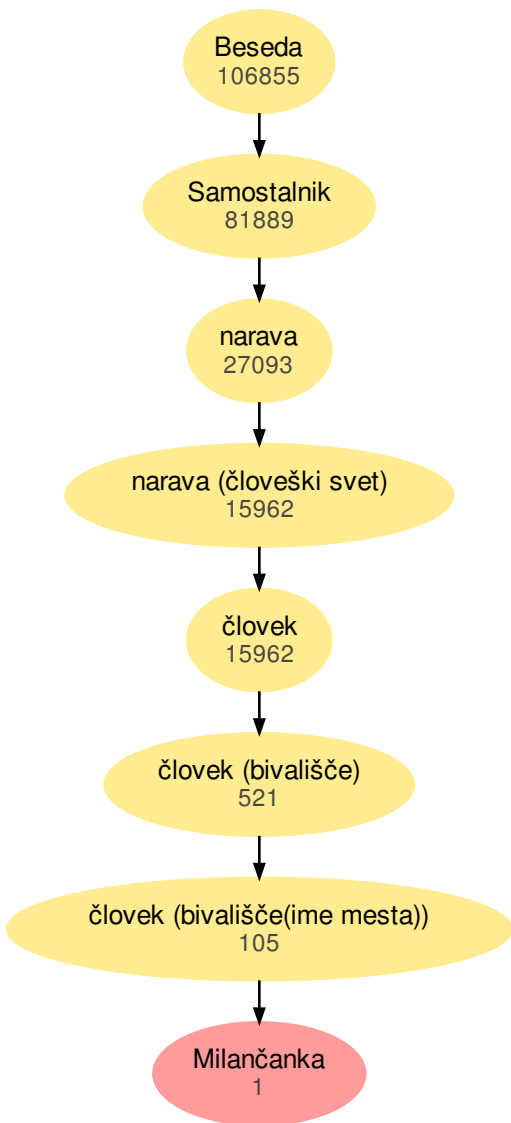 Beseda
106855
Samostalnik
81889
narava
27093
narava (človeški svet)
15962
človek
15962
človek (bivališče)
521
človek (bivališče(ime mesta))
105
Milančanka
1